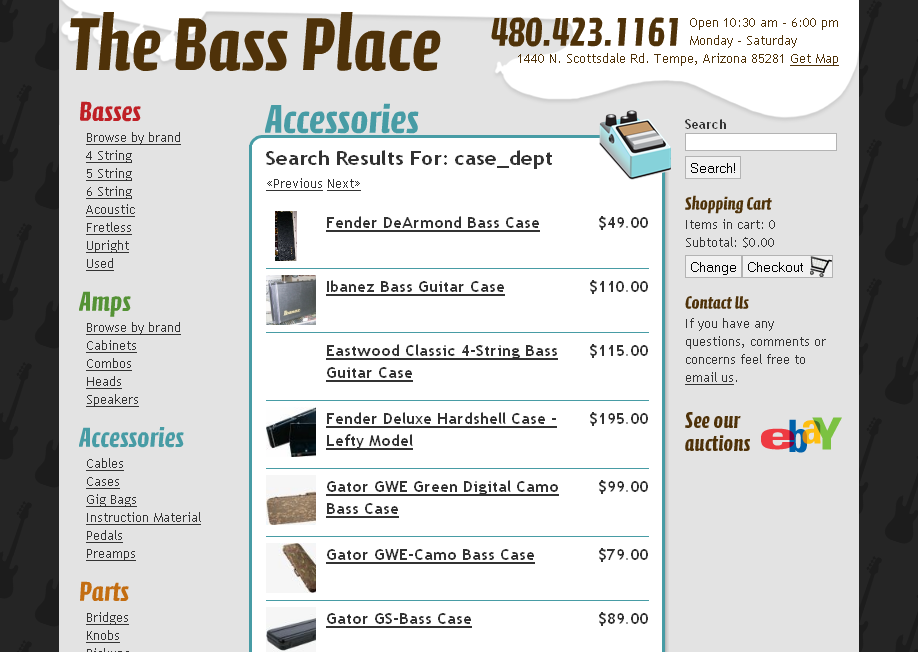 The Bass Place
480.423.1161
Open 10:30 am - 6:00 pm
Monday - Saturday
1440 N. Scottsdale Rd. Tempe, Arizona 85281 Get Map
Basses
Browse by brand
4 String
5 String
6 String
Acoustic
Fretless
Upright
Used
Amps
Browse by brand
Cabinets
Combos
Heads
Speakers
Accessories
Cables
Cases
Gig Bags
Instruction Material
Pedals
Preamps
Parts
Bridges
Knobs
Pickups
Accessories
Search Results For: case_dept
«Previous Next»
Fender DeArmond Bass Case $49.00
Ibanez Bass Guitar Case $110.00
Eastwood Classic 4-String Bass $115.00
Guitar Case
Fender Deluxe Hardshell Case - $195.00
Lefty Model
Gator GWE Green Digital Camo $99.00
Bass Case
Gator GWE-Camo Bass Case $79.00
Gator GS-Bass Case $89.00
Search
Search!
Shopping Cart
Items in cart: 0
Subtotal: $0.00
Change Checkout
Contact Us
If you have any
questions, comments or
concerns feel free to
email us.
See our
auctions
ebaY